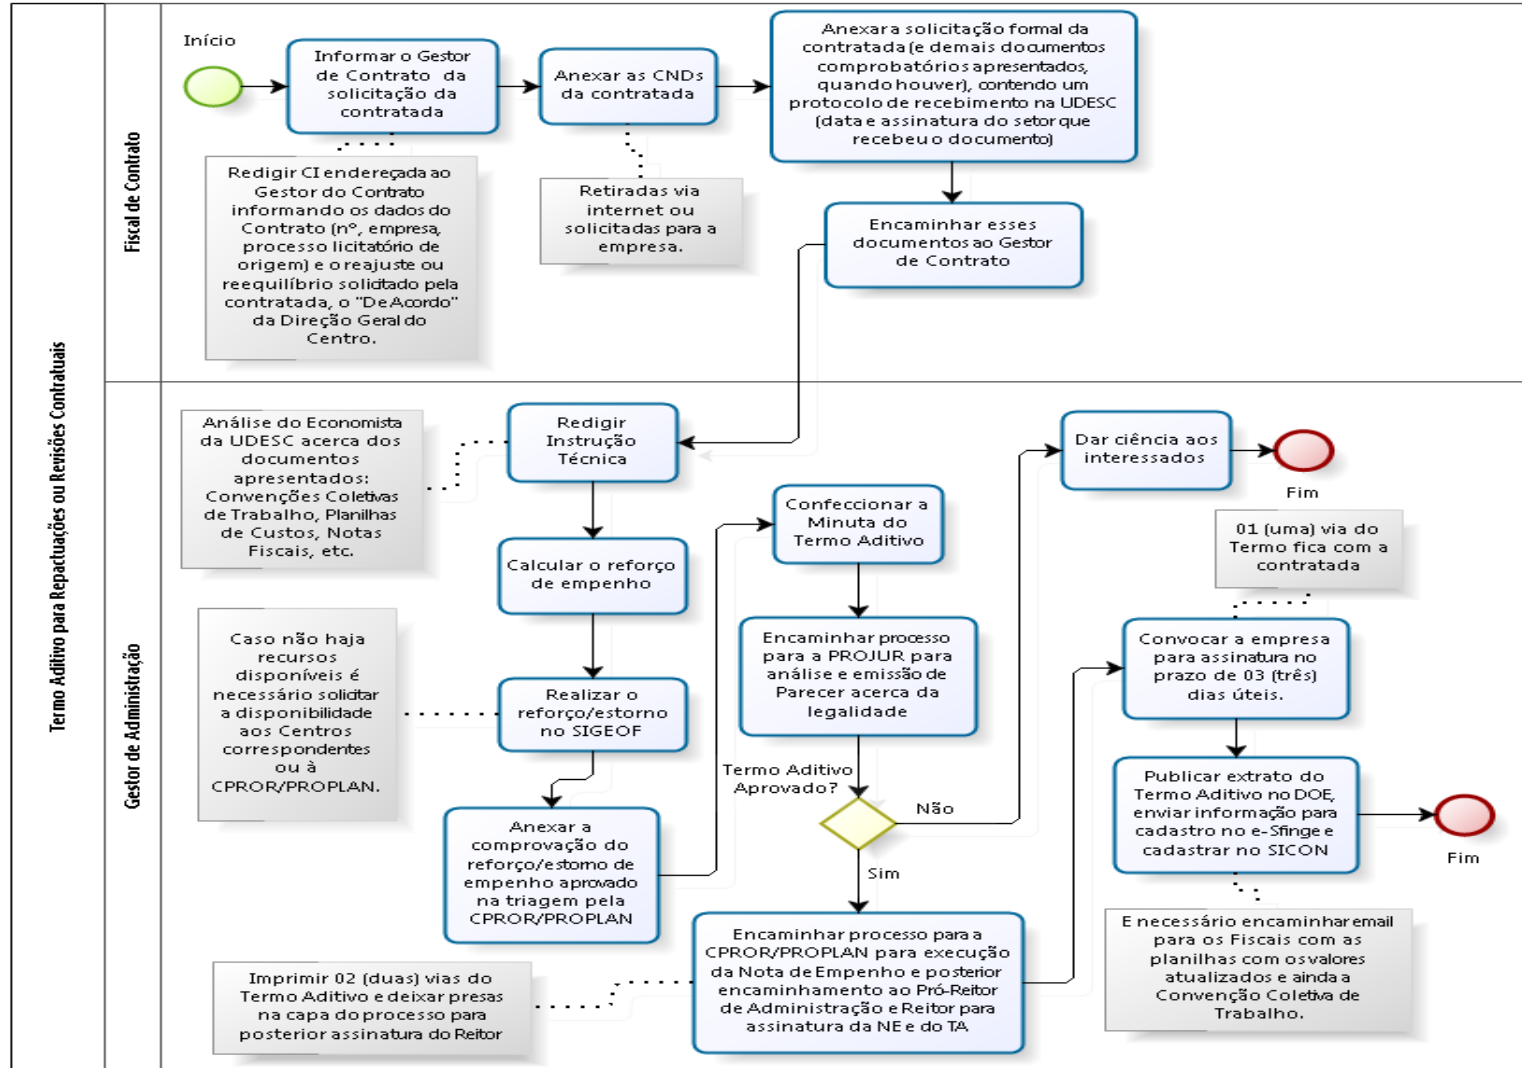 Termo Aditivo para Repactuações ou Revisões Contratuais
Fiscal de Contrato
Início
Informar o Gestor
de Contrato da
solicitação da
contratada
Anexar as CNDs
da contratada
Anexar a solicitação formal da
contratada (e demais documentos
comprobatórios apresentados,
quando houver), contendo um
protocolo de recebimento na UDESC
(data e assinatura do setor que
recebeu o documento)
Redigir CI endereçada ao
Gestor do Contrato
informando os dados do
Contrato (nº, empresa,
processo licitatório de
origem) e o reajuste ou
reequilíbrio solicitado pela
contratada, o "De Acordo"
da Direção Geral do
Centro.
Retiradas via
internet ou
solicitadas para a
empresa.
Encaminhar esses
documentos ao Gestor
de Contrato
Gestor de Administração
Análise do Economista
da UDESC acerca dos
documentos
apresentados:
Convenções Coletivas
de Trabalho, Planilhas
de Custos, Notas
Fiscais, etc.
Redigir
Instrução
Técnica
Calcular o reforço
de empenho
Caso não haja
recursos
disponíveis é
necessário solicitar
a disponibilidade
aos Centros
correspondentes
ou à
CPROR/PROPLAN.
Realizar o
reforço/estorno
no SIGEOF
Anexar a
comprovação do
reforço/estorno de
empenho aprovado
na triagem pela
CPROR/PROPLAN
Confeccionar a
Minuta do
Termo Aditivo
Encaminhar processo
para a PROJUR para
análise e emissão de
Parecer acerca da
legalidade
Termo Aditivo
Aprovado?
Não
Sim
Dar ciência aos
interessados
Fim
Imprimir 02 (duas) vias do
Termo Aditivo e deixar presas
na capa do processo para
posterior assinatura do Reitor
Encaminhar processo para a
CPROR/PROPLAN para execução
da Nota de Empenho e posterior
encaminhamento ao Pró-Reitor
de Administração e Reitor para
assinatura da NE e do TA
01 (uma) via do
Termo fica com a
contratada
Convocar a empresa
para assinatura no
prazo de 03 (três)
dias úteis.
Publicar extrato do
Termo Aditivo no DOE,
enviar informação para
cadastro no e-Sfinge e
cadastrar no SICON
Fim
E necessário encaminhar email
para os Fiscais com as
planilhas com os valores
atualizados e ainda a
Convenção Coletiva de
Trabalho.